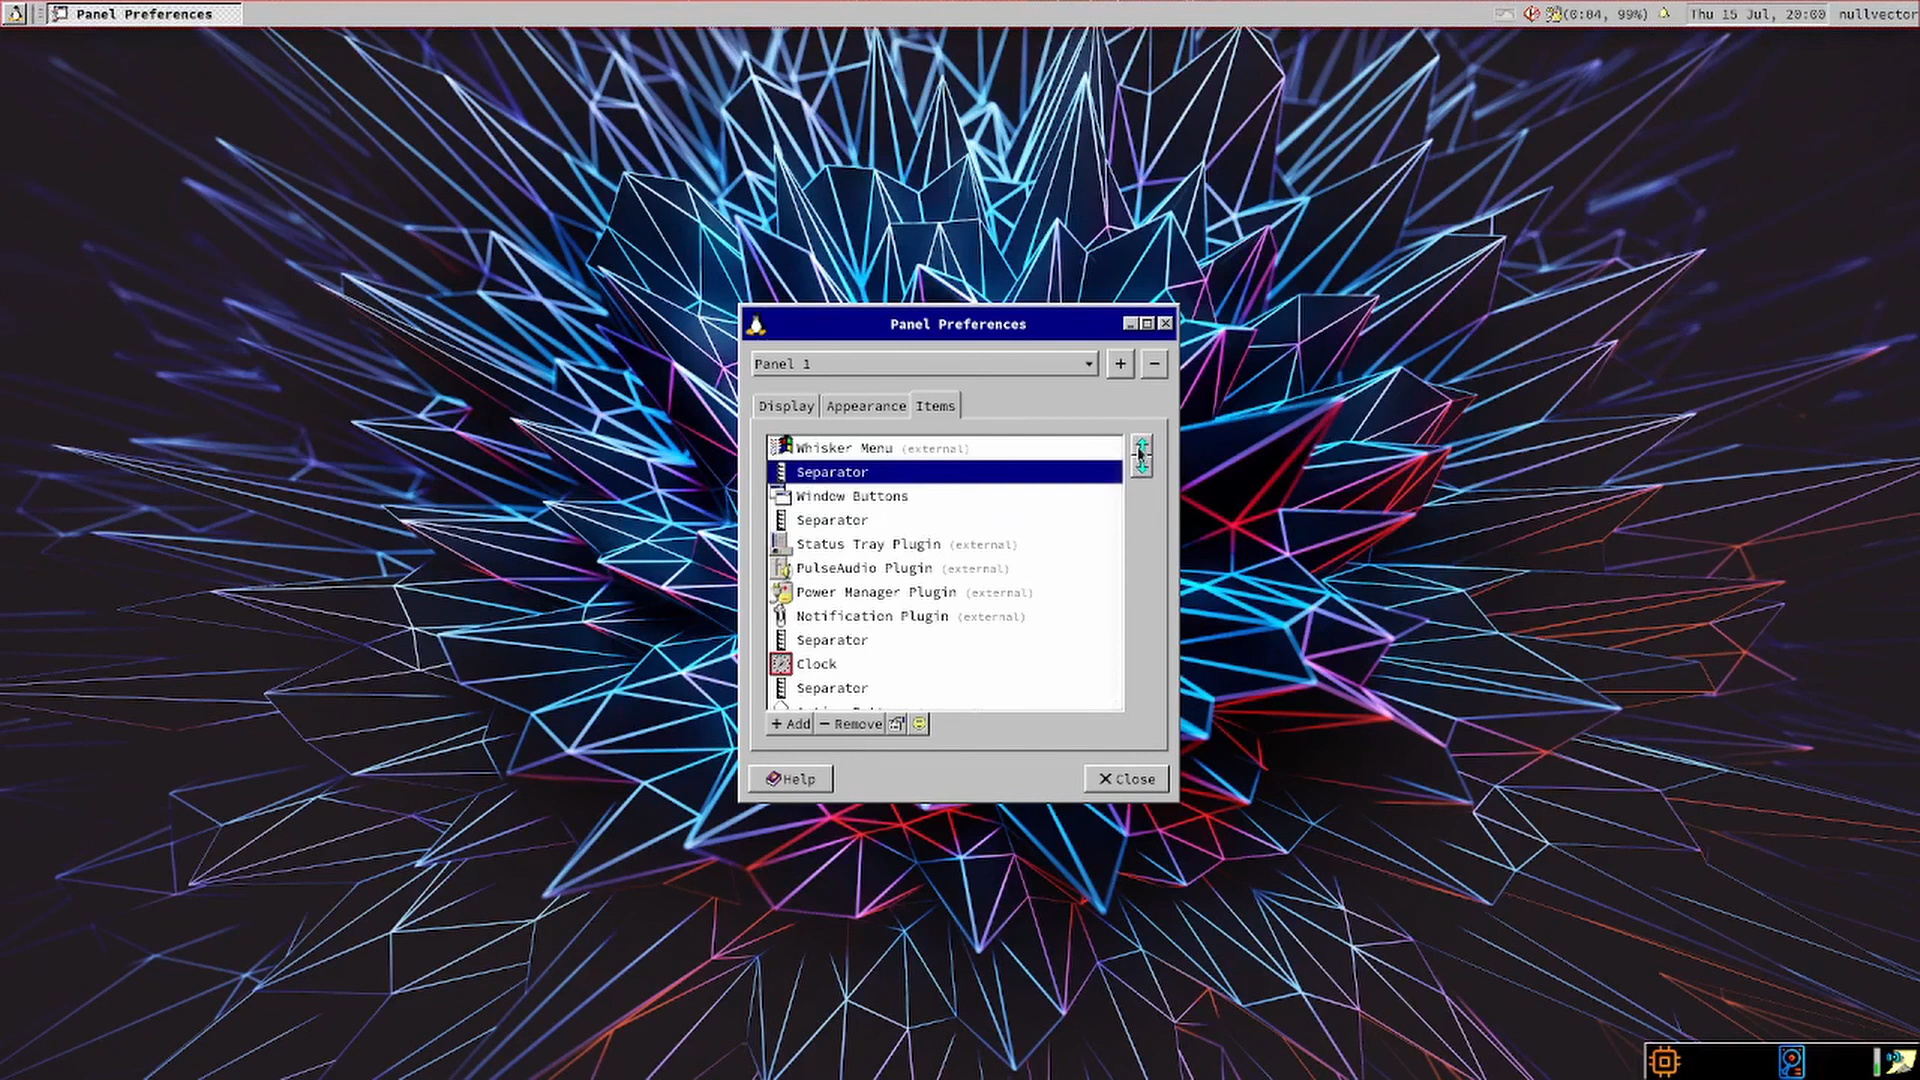 Panel Preferences
(0:04, 99%)
Thu 15 Jul, 20:00
nullvector
Panel Preferences
Panel 1
Display
Appearance
Items
Whisker Menu (external)
Separator
Window Buttons
Separator
Status Tray Plugin (external)
PulseAudio Plugin (external)
Power Manager Plugin (external)
Notification Plugin (external)
Separator
Clock
Separator
Add
Remove
Help
Close